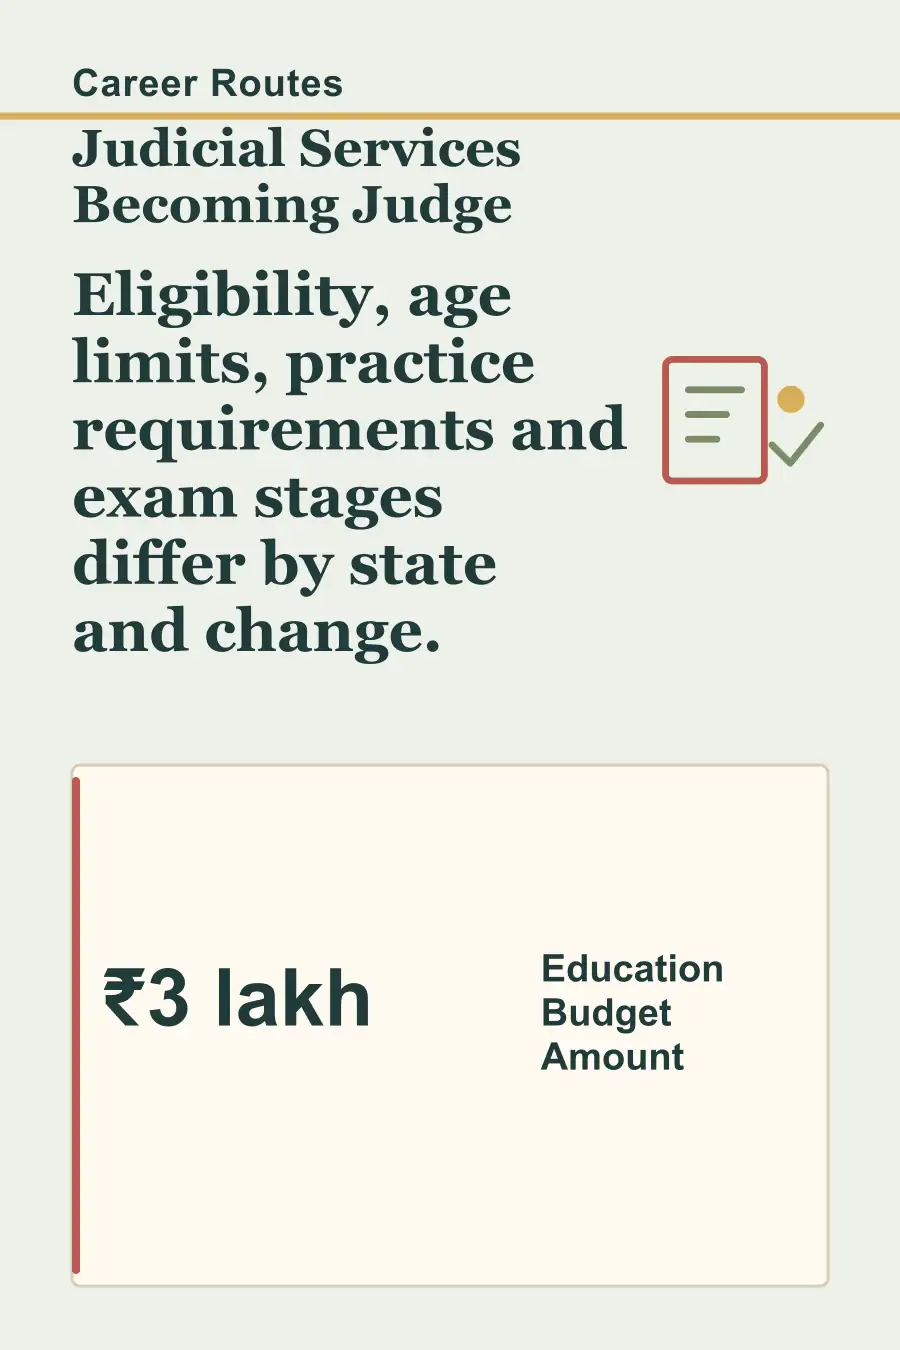 Career Routes
Judicial Services
Becoming Judge
Eligibility, age
limits, practice
requirements and
exam stages
differ by state
and change.
₹3 lakh
Education
Budget
Amount